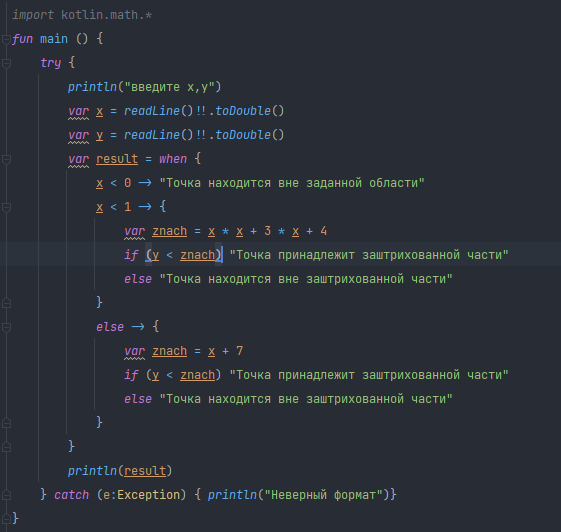 import kotlin.math.*
fun main () {
    try {
        println("введите x,y")
        var x = readLine()!!.toDouble()
        var y = readLine()!!.toDouble()
        var result = when {
            x < 0 -> "Точка находится вне заданной области"
            x < 1 -> {
                var znach = x * x + 3 * x + 4
                if (y < znach) "Точка принадлежит заштрихованной части"
                else "Точка находится вне заштрихованной части"
            }
            else -> {
                var znach = x + 7
                if (y < znach) "Точка принадлежит заштрихованной части"
                else "Точка находится вне заштрихованной части"
            }
        }
        println(result)
    } catch (e:Exception) { println("Неверный формат")}
}